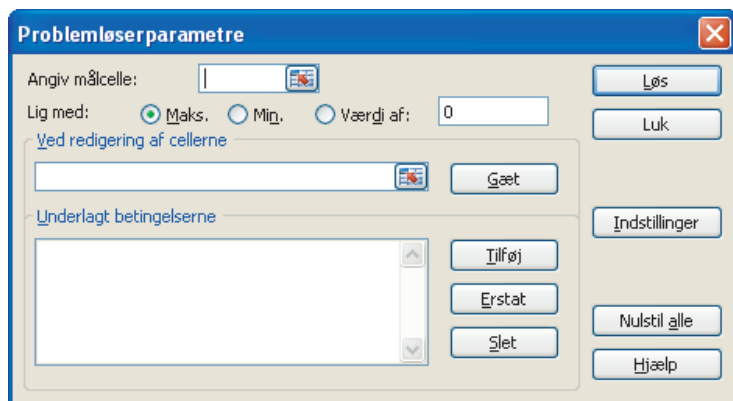 Problemløserparametre
Angiv målcelle:
Løs
Lig med: Maks. Min. Værdi af: 0
Luk
Ved redigering af cellerne
Gæt
Underlagt betingelserne
Indstillinger
Tilføj
Erstat
Nulstil alle
Slet
Hjælp